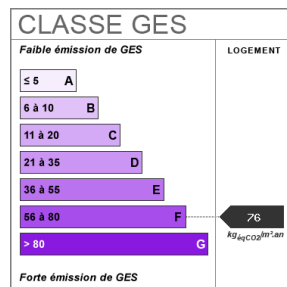 CLASSE GES
Faible émission de GES
LOGEMENT
≤ 5 A
6 à 10 B
11 à 20 C
21 à 35 D
36 à 55 E
56 à 80 F
76
kgéqCO2/m².an
> 80 G
Forte émission de GES